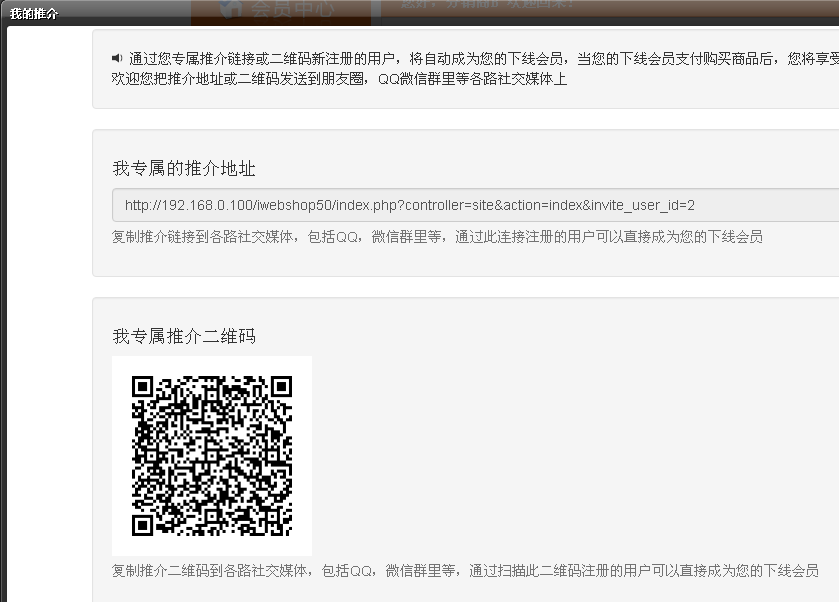 我的推介
会员中心
您好，分销商B 欢迎回来！
通过您专属推介链接或二维码新注册的用户，将自动成为您的下线会员，当您的下线会员支付购买商品后，您将享受
欢迎您把推介地址或二维码发送到朋友圈，QQ微信群里等各路社交媒体上
我专属的推介地址
http://192.168.0.100/iwebshop50/index.php?controller=site&action=index&invite_user_id=2
复制推介链接到各路社交媒体，包括QQ，微信群里等，通过此连接注册的用户可以直接成为您的下线会员
我专属推介二维码
复制推介二维码到各路社交媒体，包括QQ，微信群里等，通过扫描此二维码注册的用户可以直接成为您的下线会员